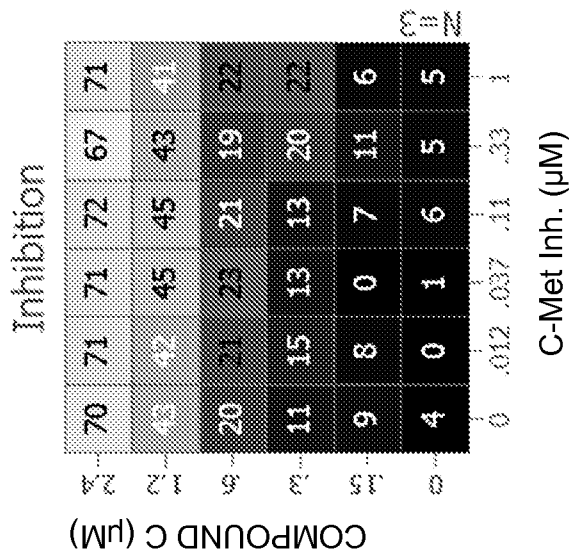 Inhibition
COMPOUND C (µM)
2.4 70 71 71 72 67 71
1.2 43 42 45 45 43 41
.6 20 21 23 21 19 22
.3 11 15 13 13 20 22
.15 9 8 0 7 11 6
0 4 0 1 6 5 5
0 .012 .037 .11 .33 1
N=3
C-Met Inh. (µM)